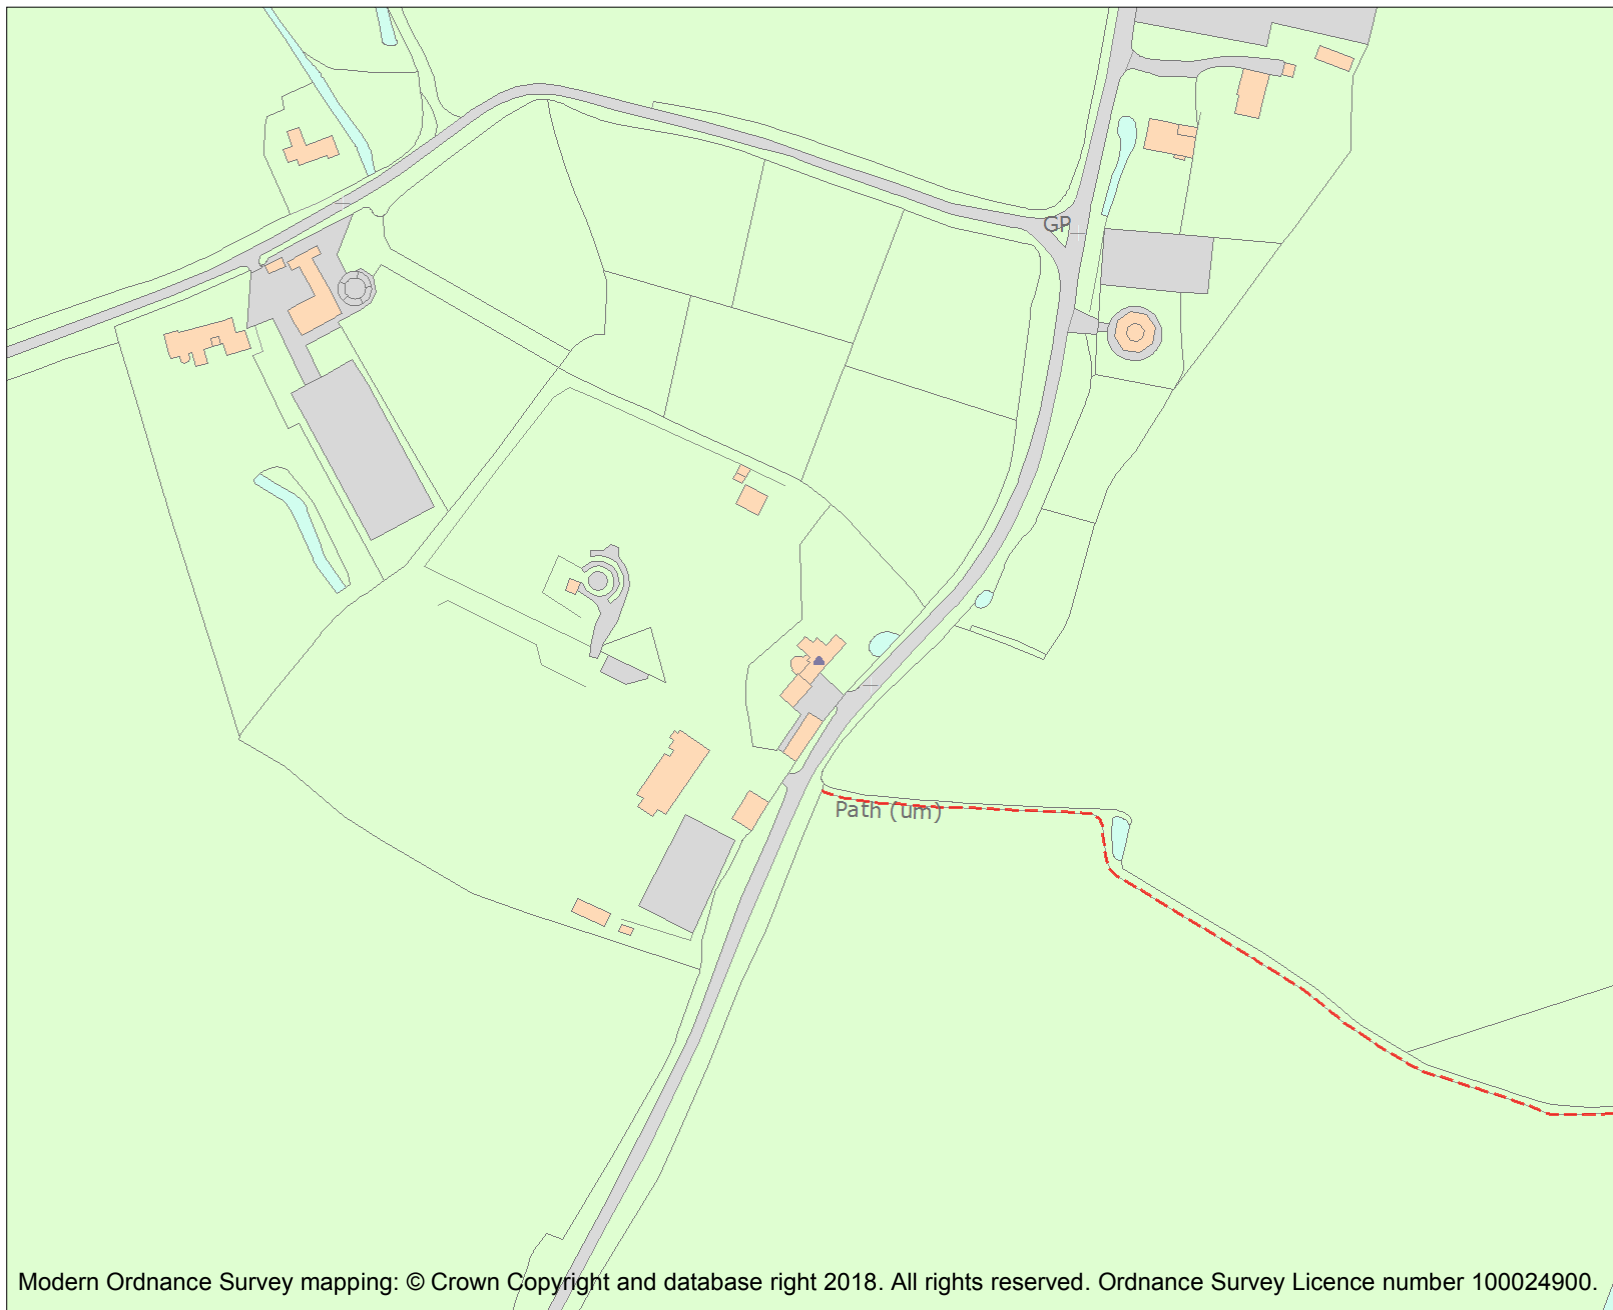 GP
Path (um)
Modern Ordnance Survey mapping: © Crown Copyright and database right 2018. All rights reserved. Ordnance Survey Licence number 100024900.